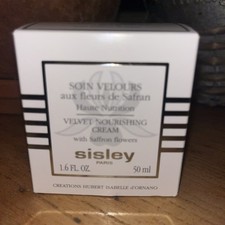 SOIN VELOURS
aux fleurs de Safran
Haute Nutrition
VELVET NOURISHING
CREAM
with Saffron flowers
sisley
PARIS
1.6 FL. OZ. 50 ml
CREATIONS HUBERT ISABELLE d'ORNANO